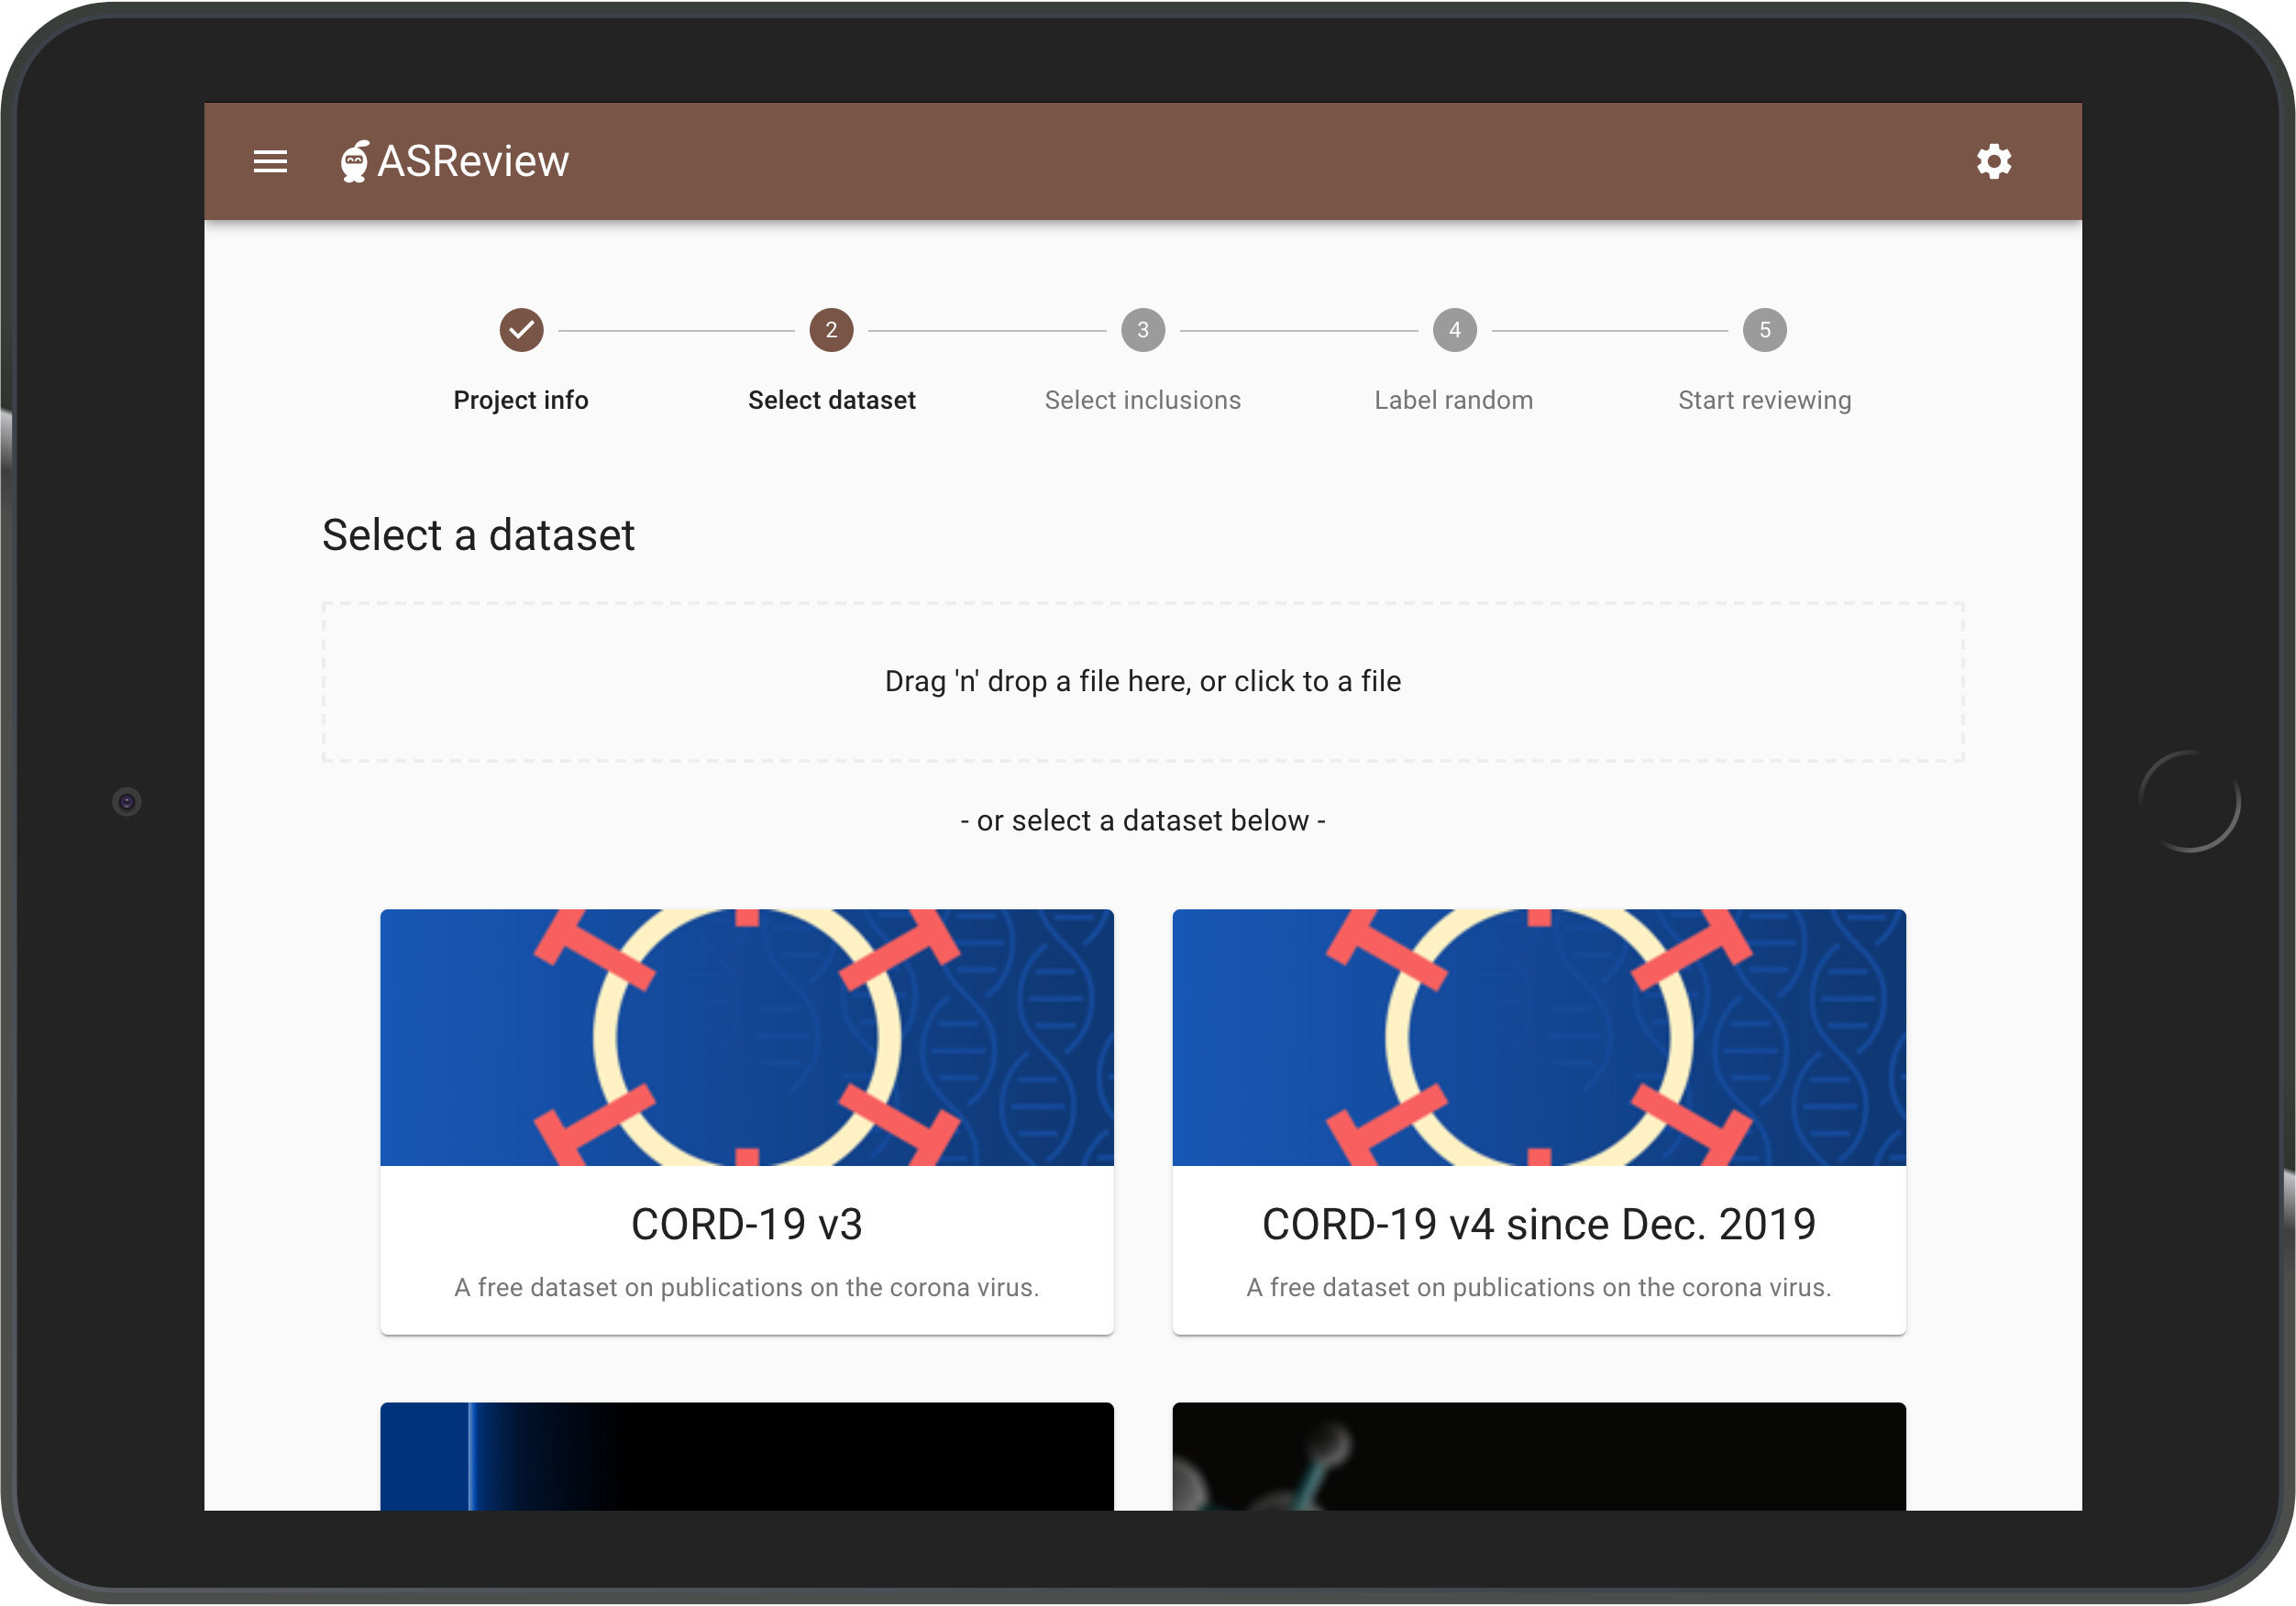 ASReview
2
3
4
5
Project info
Select dataset
Select inclusions
Label random
Start reviewing
Select a dataset
Drag 'n' drop a file here, or click to a file
- or select a dataset below -
CORD-19 v3
CORD-19 v4 since Dec. 2019
A free dataset on publications on the corona virus.
A free dataset on publications on the corona virus.